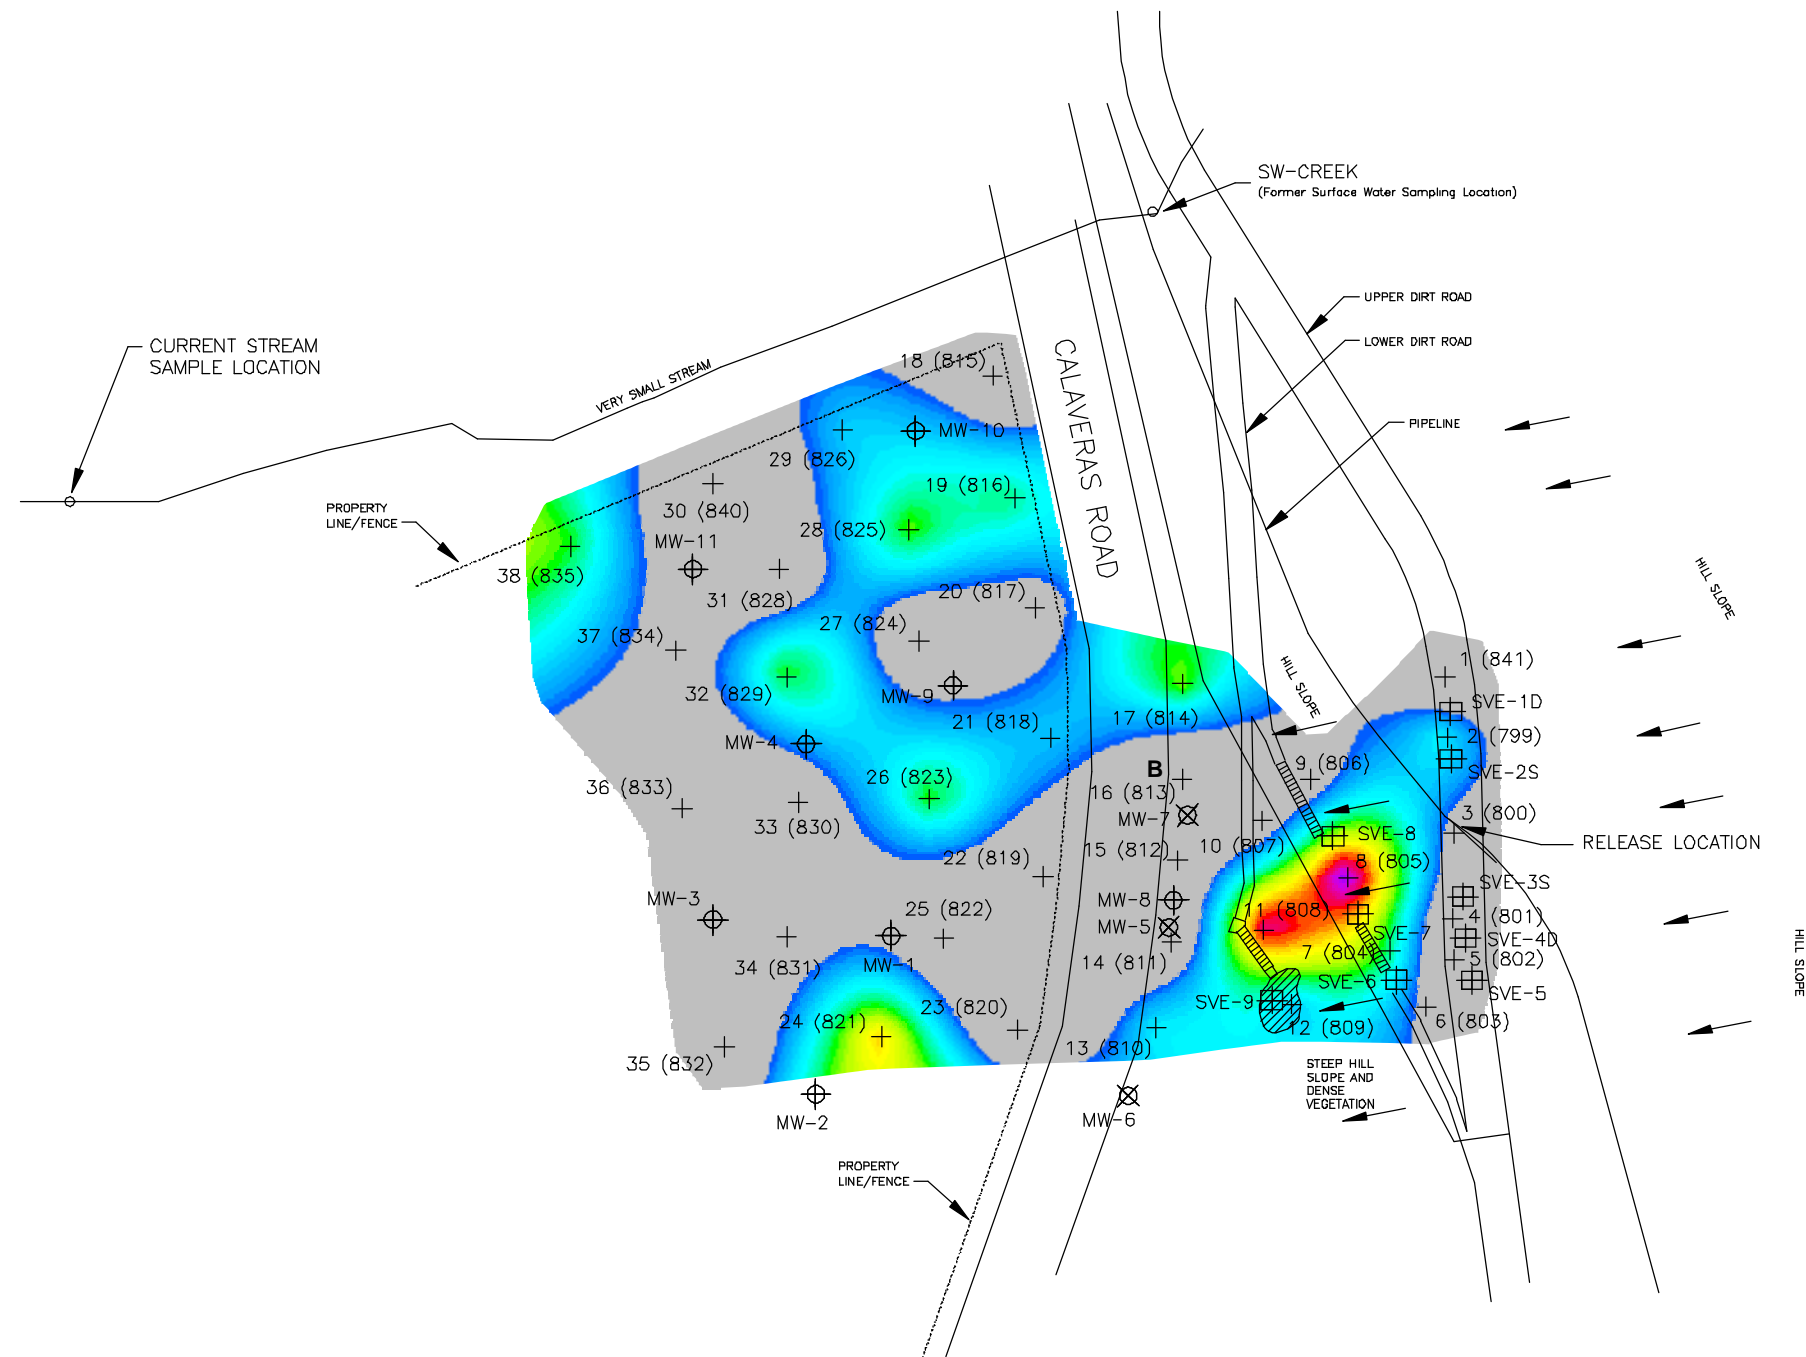 SW-CREEK
(Former Surface Water Sampling Location)
UPPER DIRT ROAD
LOWER DIRT ROAD
CURRENT STREAM
SAMPLE LOCATION
VERY SMALL STREAM
18 (815)
CALAVERAS ROAD
PIPELINE
MW-10
29 (826)
19 (816)
30 (840)
PROPERTY
LINE/FENCE
28 (825)
MW-11
38 (835)
31 (828)
20 (817)
HILL SLOPE
27 (824)
37 (834)
1 (841)
32 (829)
MW-9
HILL SLOPE
SVE-1D
17 (814)
21 (818)
2 (799)
MW-4
B
9 (806)
SVE-2S
26 (823)
36 (833)
16 (813)
3 (800)
MW-7
33 (830)
SVE-8
RELEASE LOCATION
10 (807)
15 (812)
22 (819)
8 (805)
SVE-3S
MW-3
MW-8
25 (822)
11 (808)
4 (801)
MW-5
SVE-7
SVE-4D
7 (804)
5 (802)
14 (811)
MW-1
34 (831)
HILL SLOPE
SVE-6
SVE-5
SVE-9
23 (820)
24 (821)
6 (803)
12 (809)
13 (810)
35 (832)
STEEP HILL
SLOPE AND
DENSE
VEGETATION
MW-2
MW-6
PROPERTY
LINE/FENCE